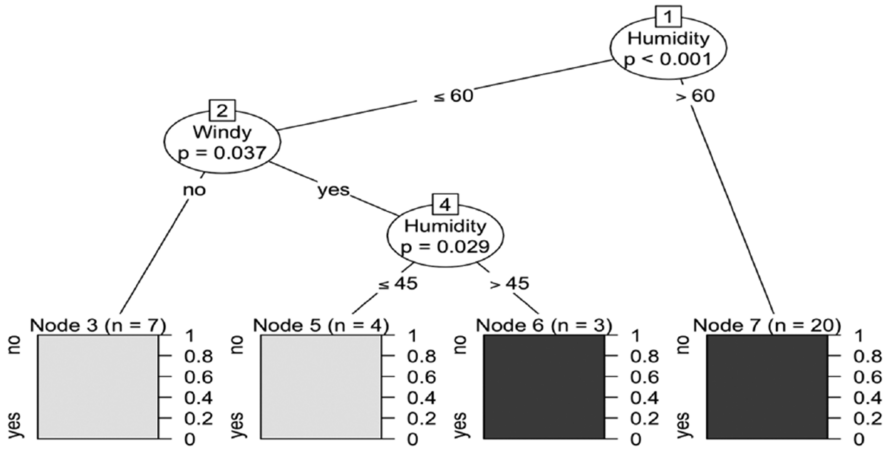 1
Humidity
p < 0.001
≤ 60
> 60
2
Windy
p = 0.037
no
yes
4
Humidity
p = 0.029
≤ 45
> 45
Node 3 (n = 7)
no
yes
1
0.8
0.6
0.4
0.2
0
Node 5 (n = 4)
no
yes
1
0.8
0.6
0.4
0.2
0
Node 6 (n = 3)
no
yes
1
0.8
0.6
0.4
0.2
0
Node 7 (n = 20)
no
yes
1
0.8
0.6
0.4
0.2
0